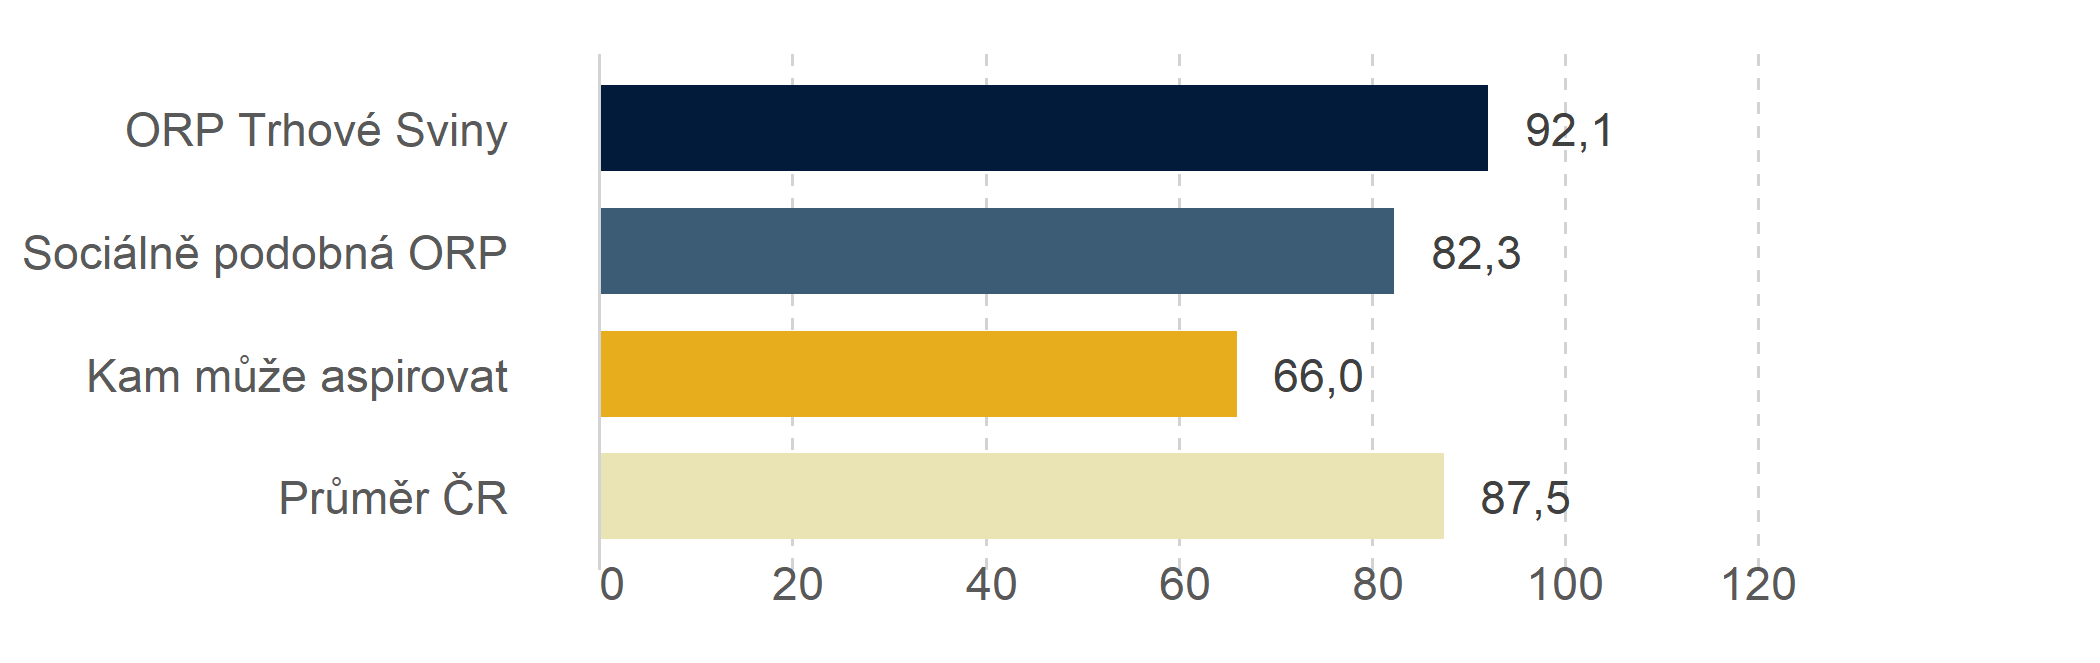 ORP Trhové Sviny
92,1
Sociálně podobná ORP
82,3
Kam může aspirovat
66,0
Průměr ČR
87,5
0 20 40 60 80 100 120